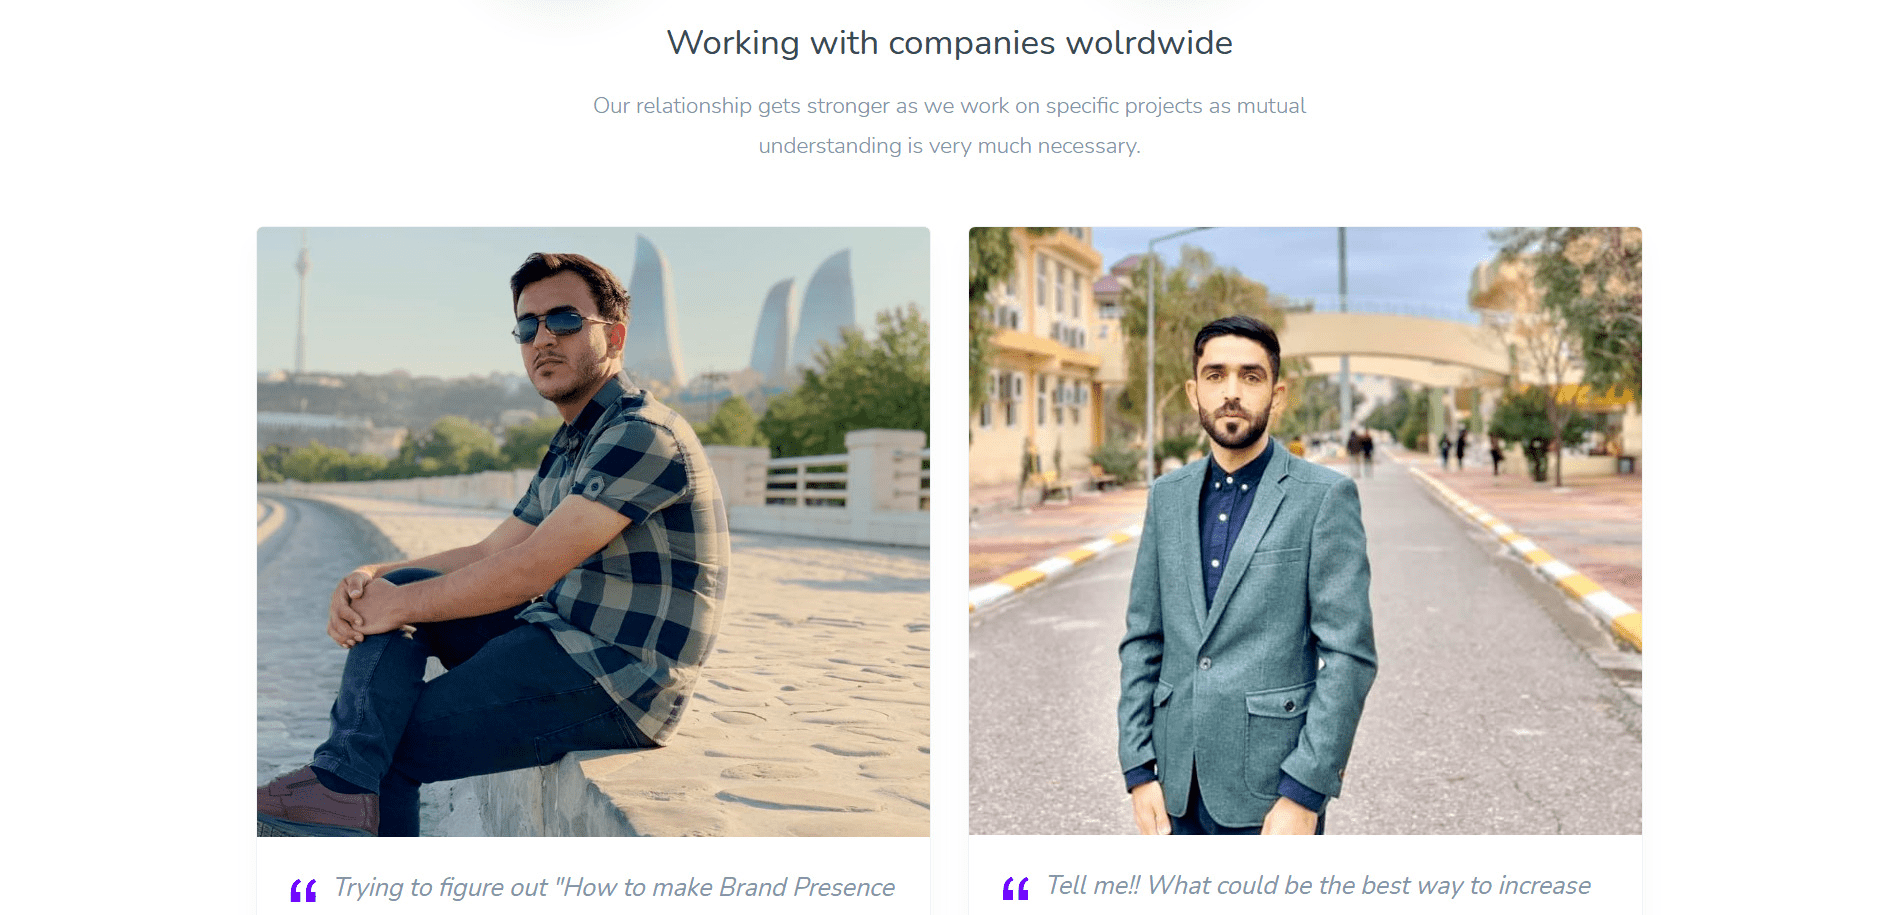 Working with companies wolrdwide
Our relationship gets stronger as we work on specific projects as mutual
understanding is very much necessary.
“ Trying to figure out "How to make Brand Presence
“ Tell me!! What could be the best way to increase